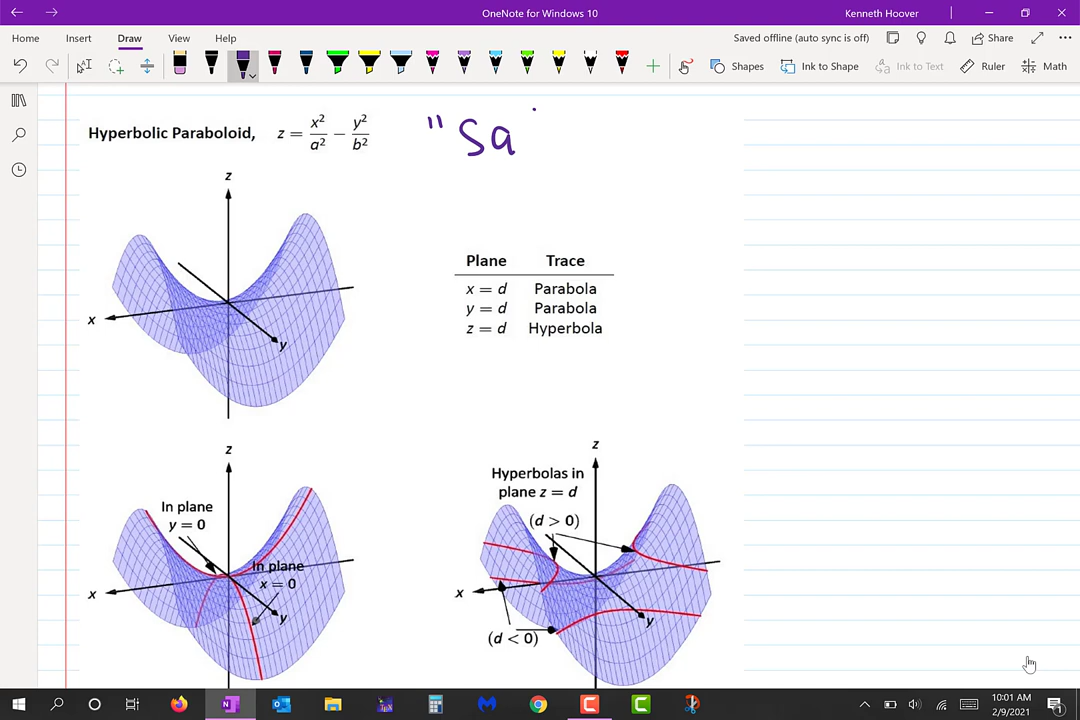 OneNote for Windows 10
Kenneth Hoover
Home Insert Draw View Help
Saved offline (auto sync is off)
Share
Shapes
Ink to Shape
Ink to Text
Ruler
Math
Hyperbolic Paraboloid, z = x²/a² − y²/b²
" Sa
z
x
y
Plane Trace
x = d Parabola
y = d Parabola
z = d Hyperbola
z
In plane
y = 0
In plane
x = 0
x
y
z
Hyperbolas in
plane z = d
(d > 0)
x
y
(d < 0)
10:01 AM
2/9/2021
1